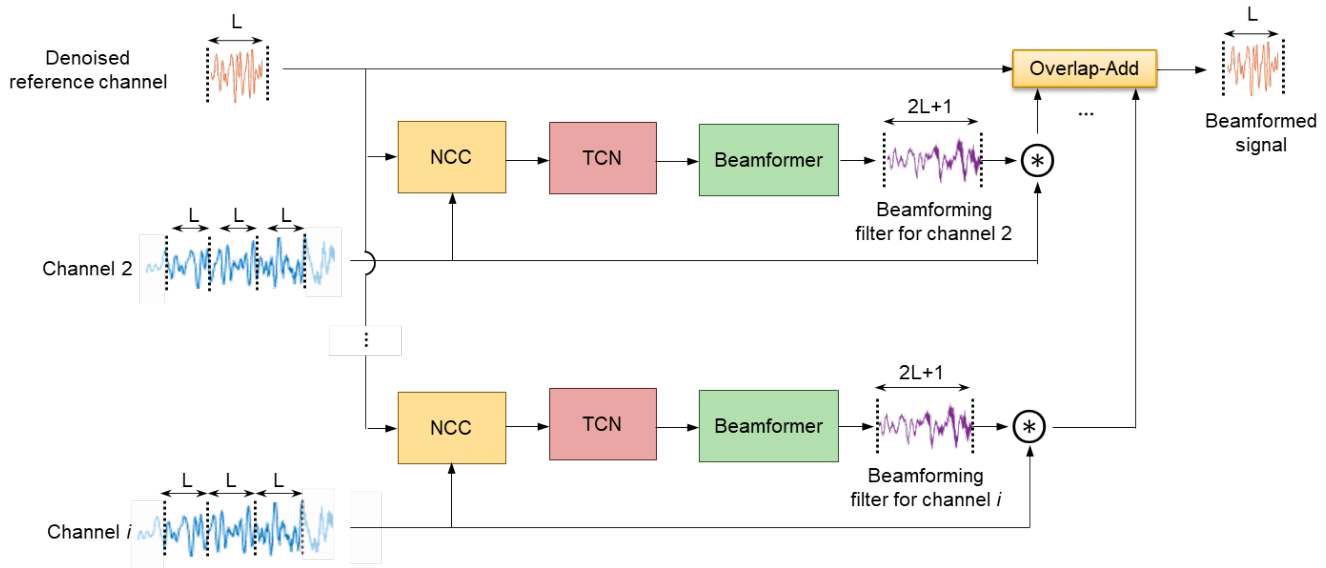 L
L
Denoised
reference channel
Overlap-Add
2L+1
...
Beamformed
signal
NCC
TCN
Beamformer
*
L
L
L
Beamforming
filter for channel 2
Channel 2
...
2L+1
NCC
TCN
Beamformer
*
L
L
L
Beamforming
filter for channel i
Channel i